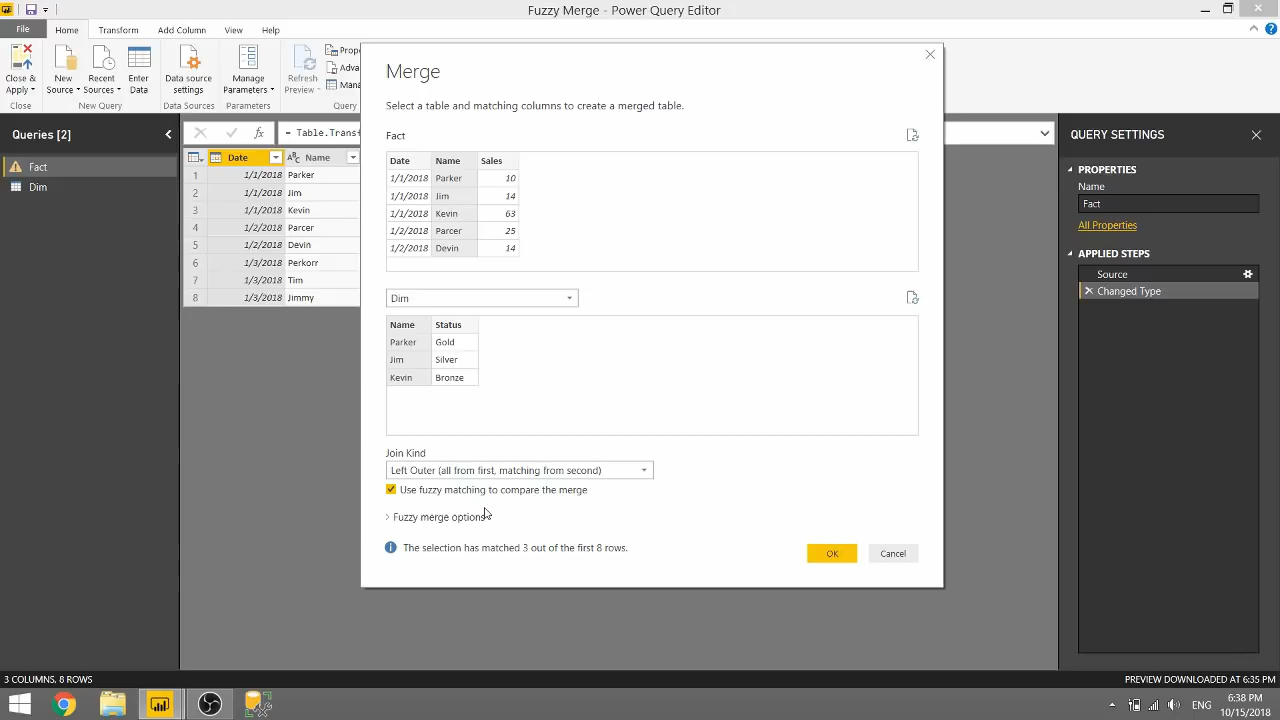 Fuzzy Merge - Power Query Editor
File Home Transform Add Column View Help
Close & Apply
New Source
Recent Sources
Enter Data
Data source settings
Manage Parameters
Refresh Preview
Prope
Adva
Mana
Close New Query Data Sources Parameters Query
Queries [2]
Fact
Dim
= Table.Transf
Date Name
1 1/1/2018 Parker
2 1/1/2018 Jim
3 1/1/2018 Kevin
4 1/2/2018 Parcer
5 1/2/2018 Devin
6 1/3/2018 Perkorr
7 1/3/2018 Tim
8 1/3/2018 Jimmy
Merge
Select a table and matching columns to create a merged table.
Fact
Date Name Sales
1/1/2018 Parker 10
1/1/2018 Jim 14
1/1/2018 Kevin 63
1/2/2018 Parcer 25
1/2/2018 Devin 14
Dim
Name Status
Parker Gold
Jim Silver
Kevin Bronze
Join Kind
Left Outer (all from first, matching from second)
Use fuzzy matching to compare the merge
Fuzzy merge options
The selection has matched 3 out of the first 8 rows.
OK Cancel
QUERY SETTINGS
PROPERTIES
Name
Fact
All Properties
APPLIED STEPS
Source
Changed Type
3 COLUMNS, 8 ROWS
PREVIEW DOWNLOADED AT 6:35 PM
ENG
6:38 PM
10/15/2018